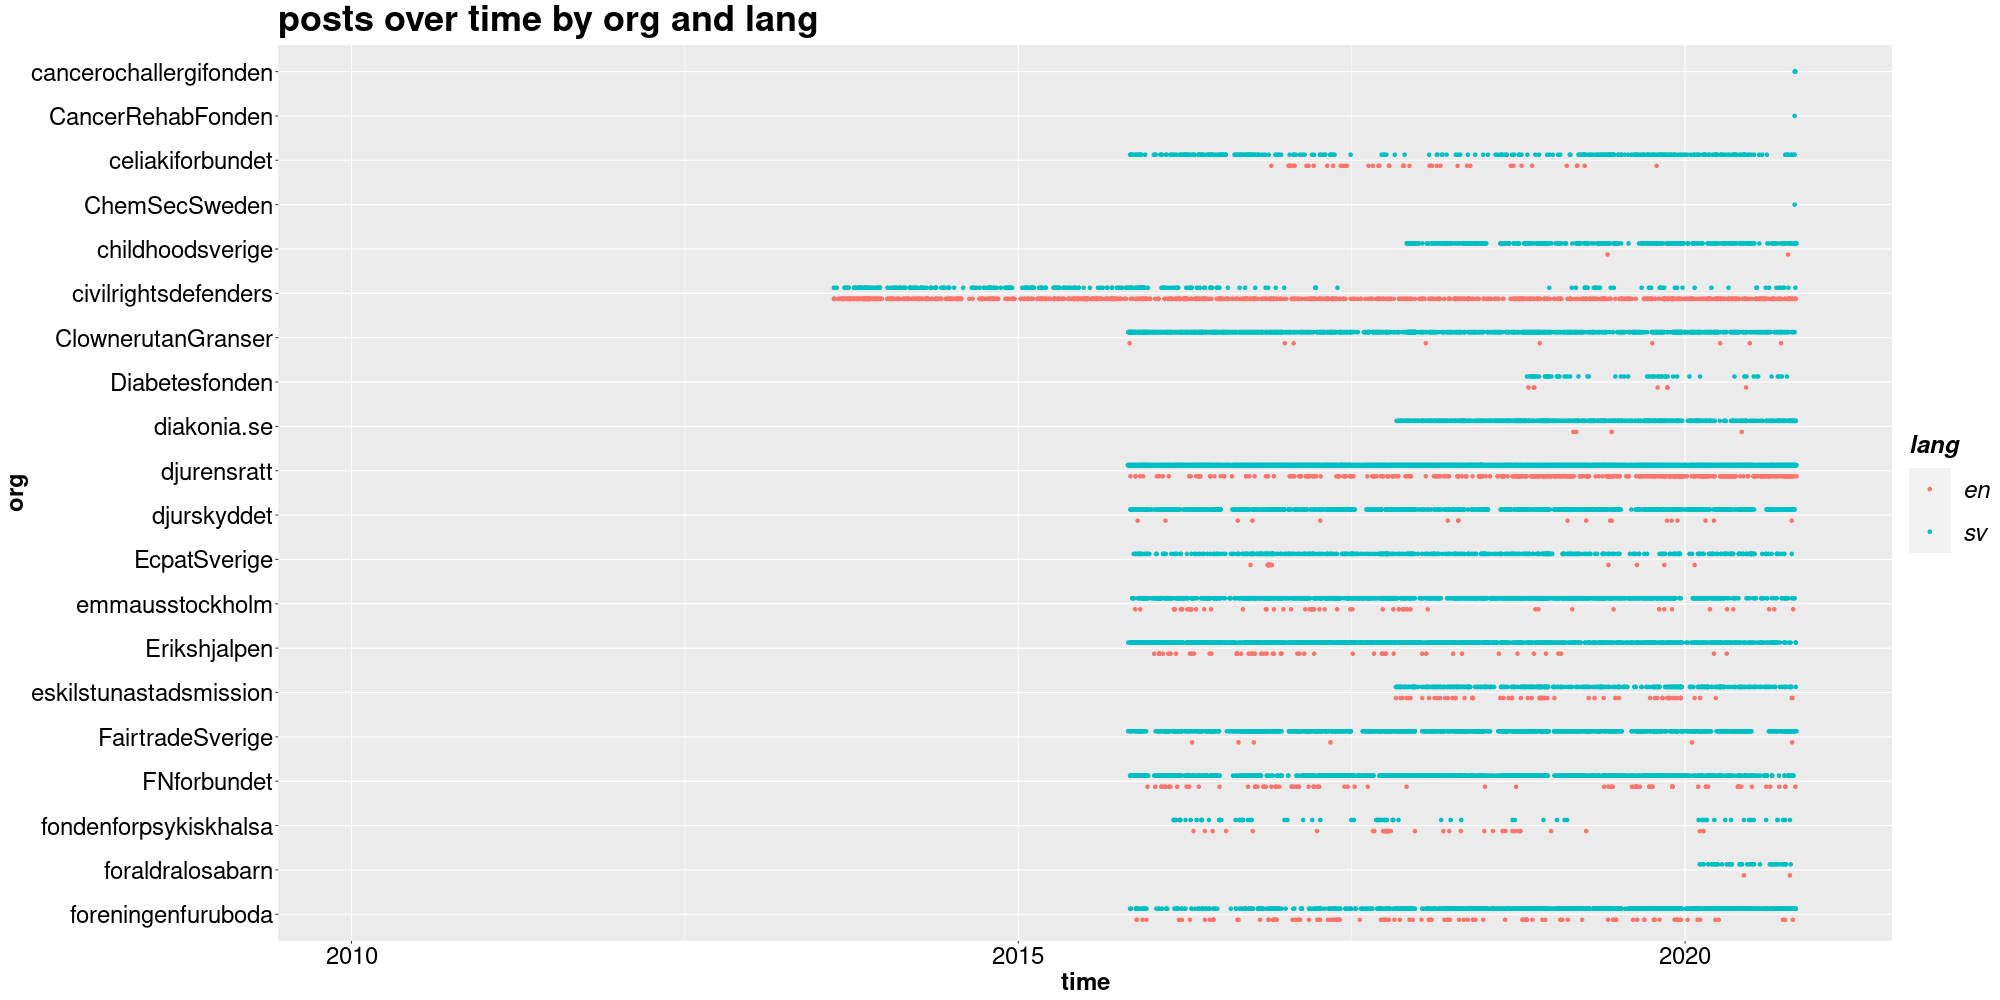 posts over time by org and lang
cancerochallergifonden
CancerRehabFonden
celiakiforbundet
ChemSecSweden
childhoodsverige
civilrightsdefenders
ClownerutanGranser
Diabetesfonden
diakonia.se
djurensratt
djurskyddet
EcpatSverige
emmausstockholm
Erikshjalpen
eskilstunastadsmission
FairtradeSverige
FNforbundet
fondenforpsykiskhalsa
foraldralosabarn
foreningenfuruboda
org
2010
2015
2020
time
lang
en
sv